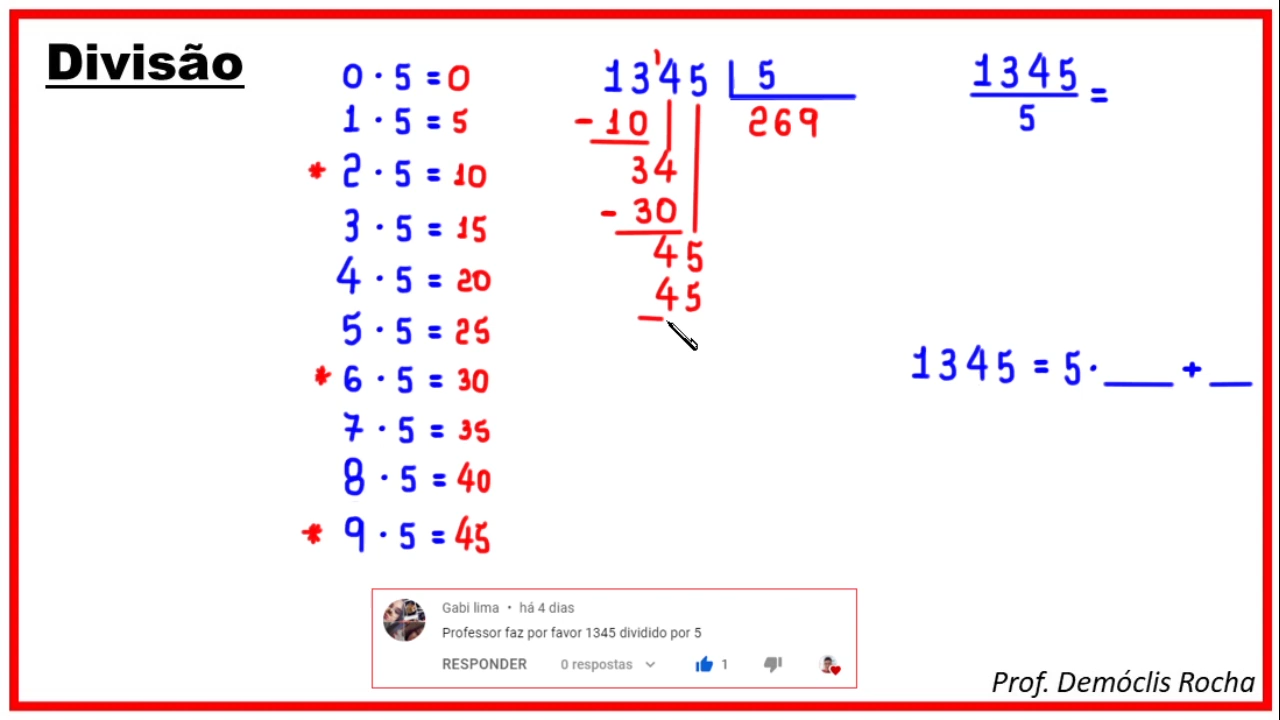 Divisão
0 · 5 = 0
1 · 5 = 5
* 2 · 5 = 10
3 · 5 = 15
4 · 5 = 20
5 · 5 = 25
* 6 · 5 = 30
7 · 5 = 35
8 · 5 = 40
* 9 · 5 = 45
13'45 5
- 10 269
34
- 30
45
45
1345
5
=
1345 = 5 · ___ + __
Gabi lima • há 4 dias
Professor faz por favor 1345 dividido por 5
RESPONDER 0 respostas 1
Prof. Demóclis Rocha